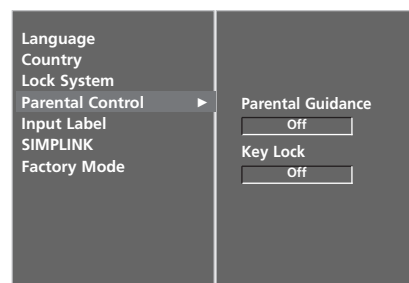 Language
Country
Lock System
Parental Control ►
Input Label
SIMPLINK
Factory Mode
Parental Guidance
Off
Key Lock
Off